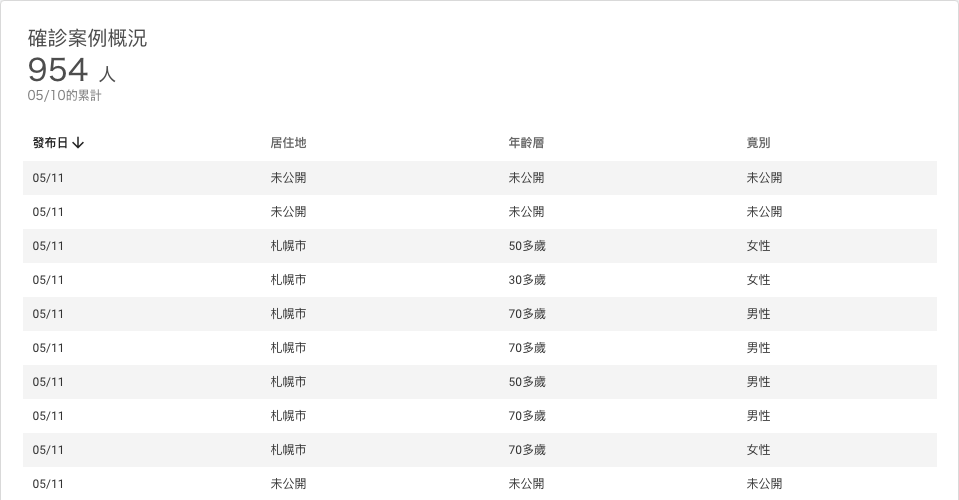 確診案例概況
954 人
05/10的累計
發布日↓ 居住地 年齡層 竟別
05/11 未公開 未公開 未公開
05/11 未公開 未公開 未公開
05/11 札幌市 50多歲 女性
05/11 札幌市 30多歲 女性
05/11 札幌市 70多歲 男性
05/11 札幌市 70多歲 男性
05/11 札幌市 50多歲 男性
05/11 札幌市 70多歲 男性
05/11 札幌市 70多歲 女性
05/11 未公開 未公開 未公開